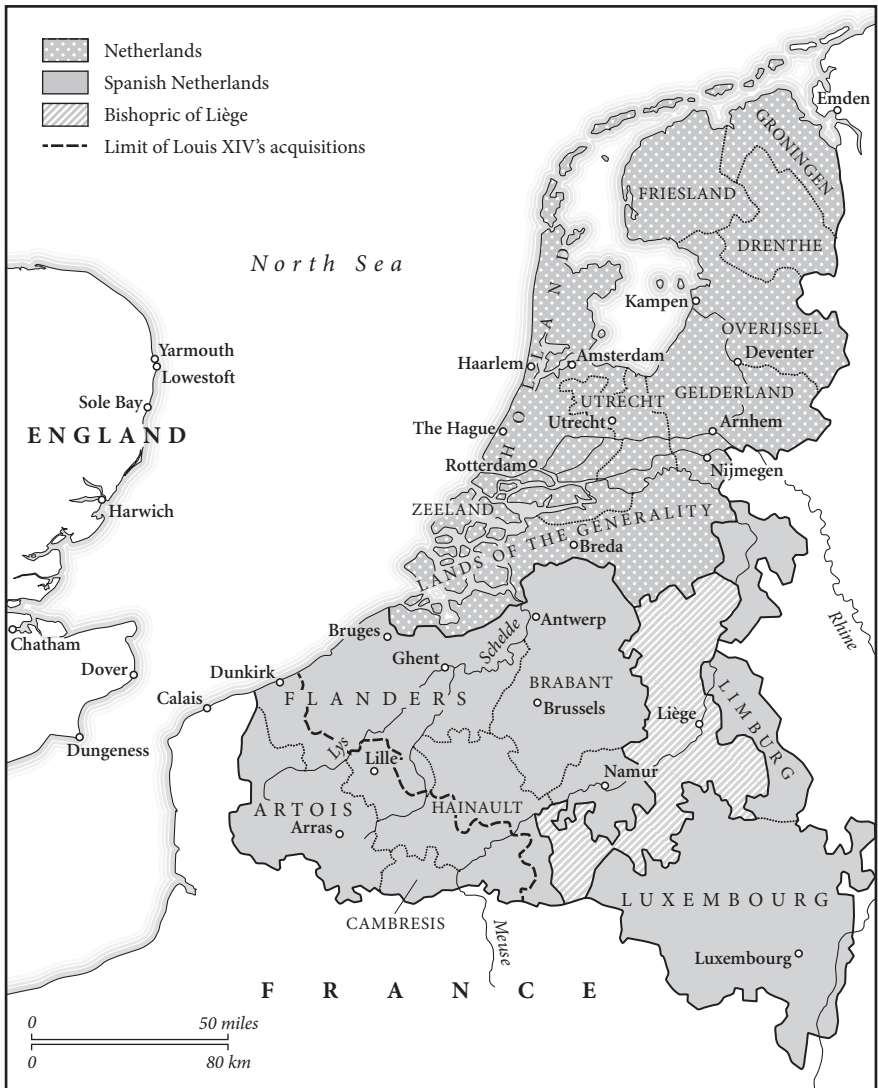 Netherlands
Spanish Netherlands
Bishopric of Liège
Limit of Louis XIV's acquisitions
Emden
GRONINGEN
FRIESLAND
DRENTHE
North Sea
HOLLAND
Kampen
OVERIJSSEL
Yarmouth
Lowestoft
Haarlem
Amsterdam
Deventer
Sole Bay
UTRECHT
GELDERLAND
ENGLAND
The Hague
Utrecht
Arnhem
Rotterdam
Nijmegen
Harwich
ZEELAND
LANDS OF THE GENERALITY
Breda
Rhine
Chatham
Bruges
Schelde
Antwerp
Dover
Dunkirk
Ghent
Calais
FLANDERS
BRABANT
Brussels
LIMBURG
Liège
Dungeness
Lys
Lille
Namur
ARTOIS
Arras
HAINAULT
LUXEMBOURG
CAMBRESIS
Meuse
Luxembourg
FRANCE
0 50 miles
0 80 km